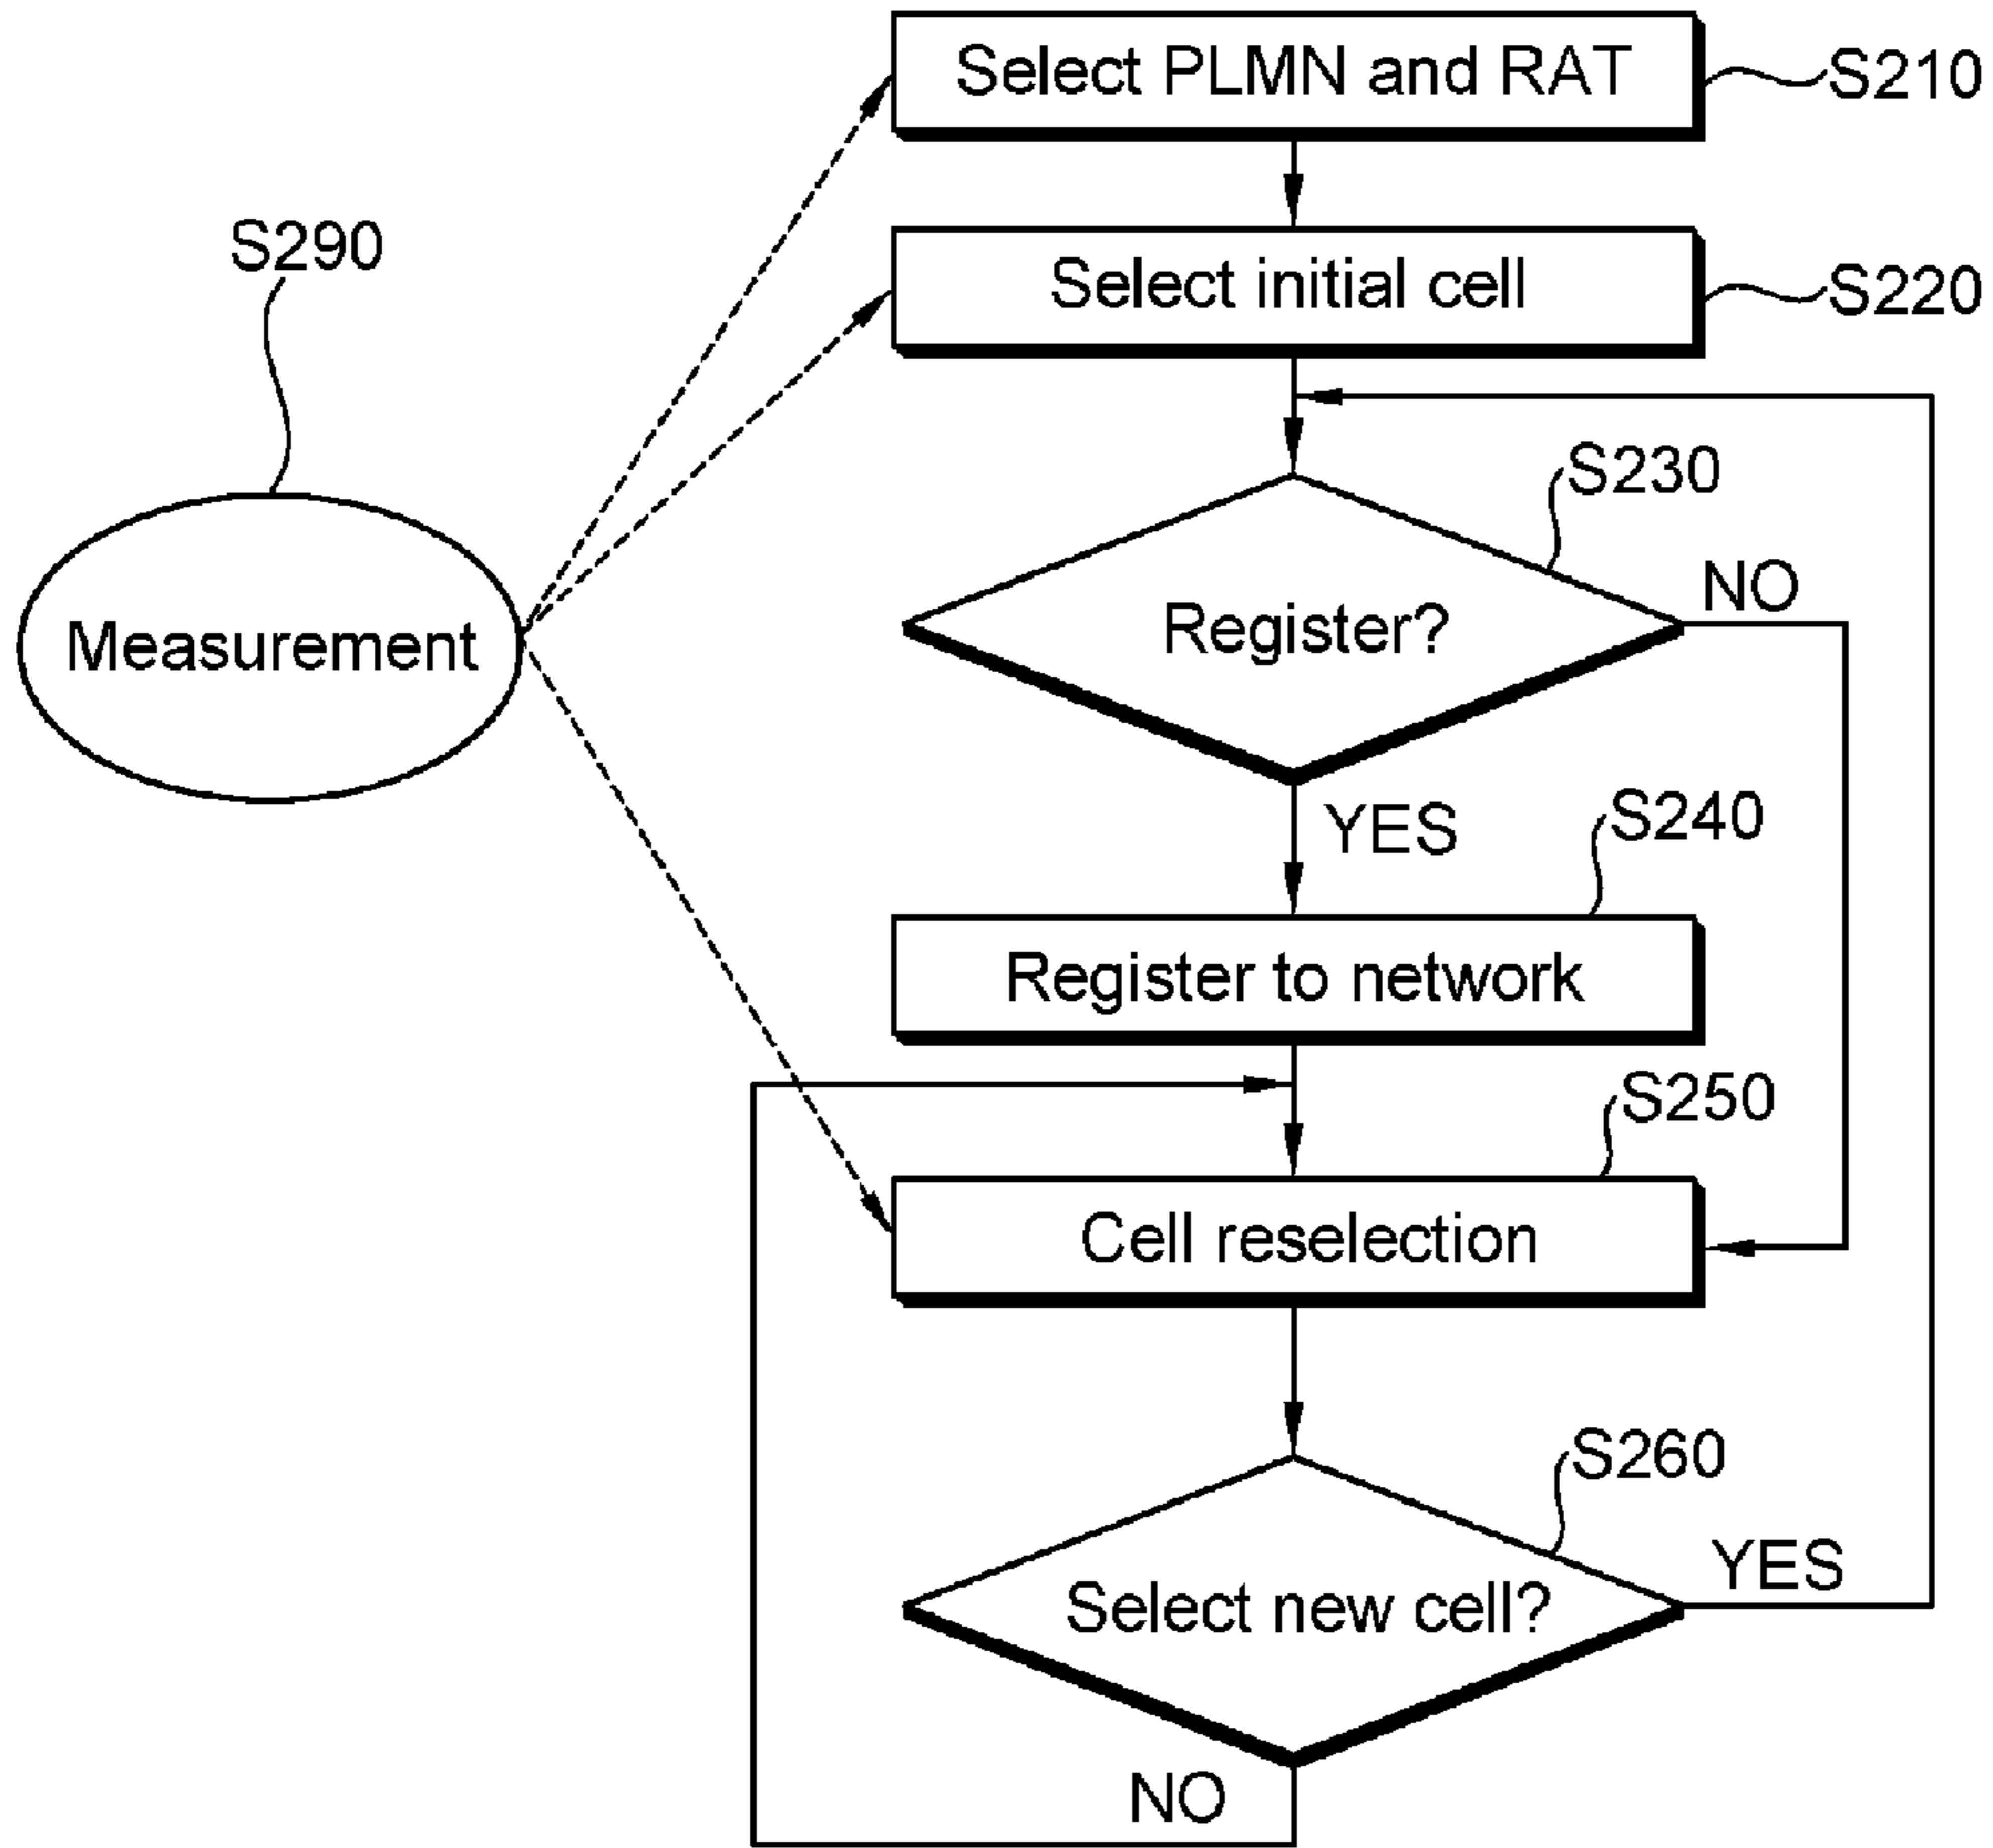 Select PLMN and RAT
S210
S290
Select initial cell
S220
S230
NO
Register?
Measurement
YES
S240
Register to network
S250
Cell reselection
S260
YES
Select new cell?
NO